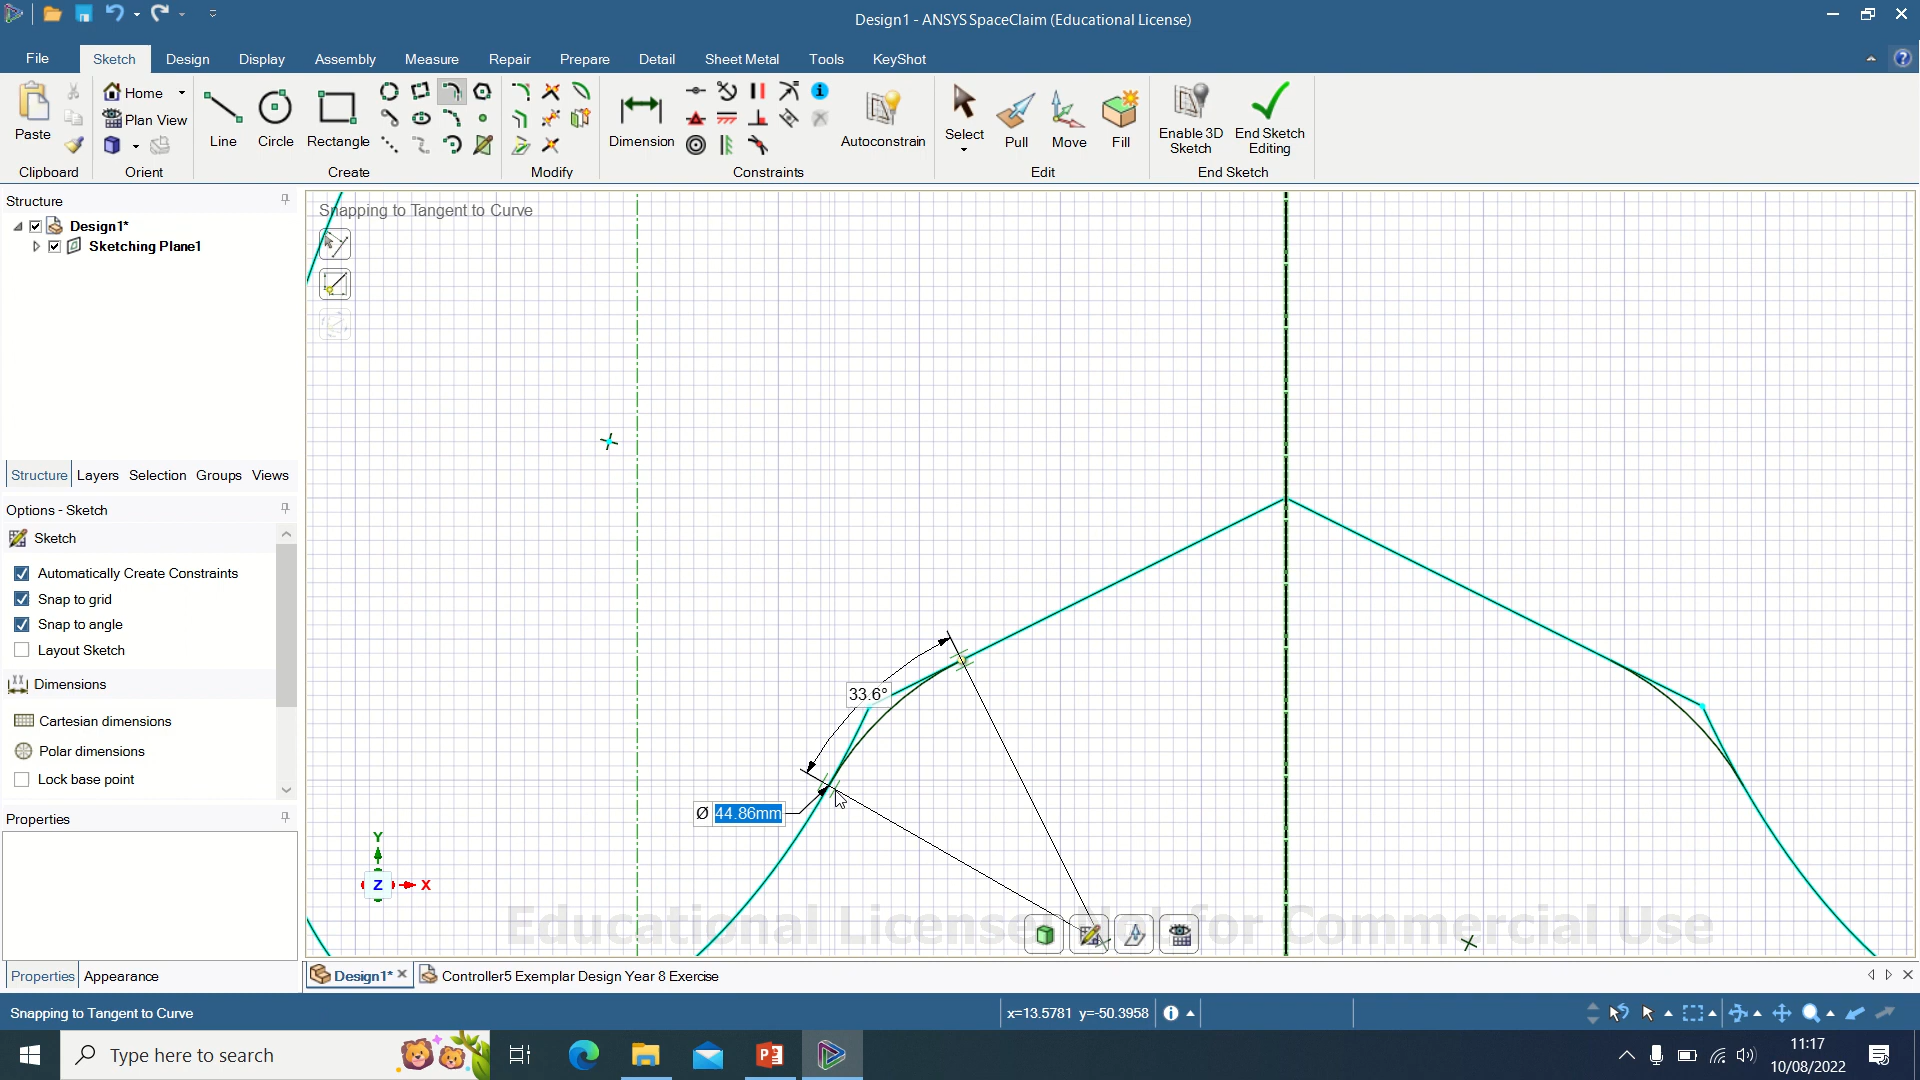 Design1 - ANSYS SpaceClaim (Educational License)
File Sketch Design Display Assembly Measure Repair Prepare Detail Sheet Metal Tools KeyShot
Paste
Clipboard
Home
Plan View
Orient
Line Circle Rectangle
Create
Modify
Dimension
Autoconstrain
Constraints
Select Pull Move Fill
Edit
Enable 3D Sketch
End Sketch Editing
End Sketch
Structure
Design1*
Sketching Plane1
Structure Layers Selection Groups Views
Options - Sketch
Sketch
Automatically Create Constraints
Snap to grid
Snap to angle
Layout Sketch
Dimensions
Cartesian dimensions
Polar dimensions
Lock base point
Properties
Properties Appearance
Snapping to Tangent to Curve
33.6°
Ø 44.86mm
Y
Z X
Educational License for Commercial Use
Design1* Controller5 Exemplar Design Year 8 Exercise
Snapping to Tangent to Curve
x=13.5781 y=-50.3958
Type here to search
11:17
10/08/2022